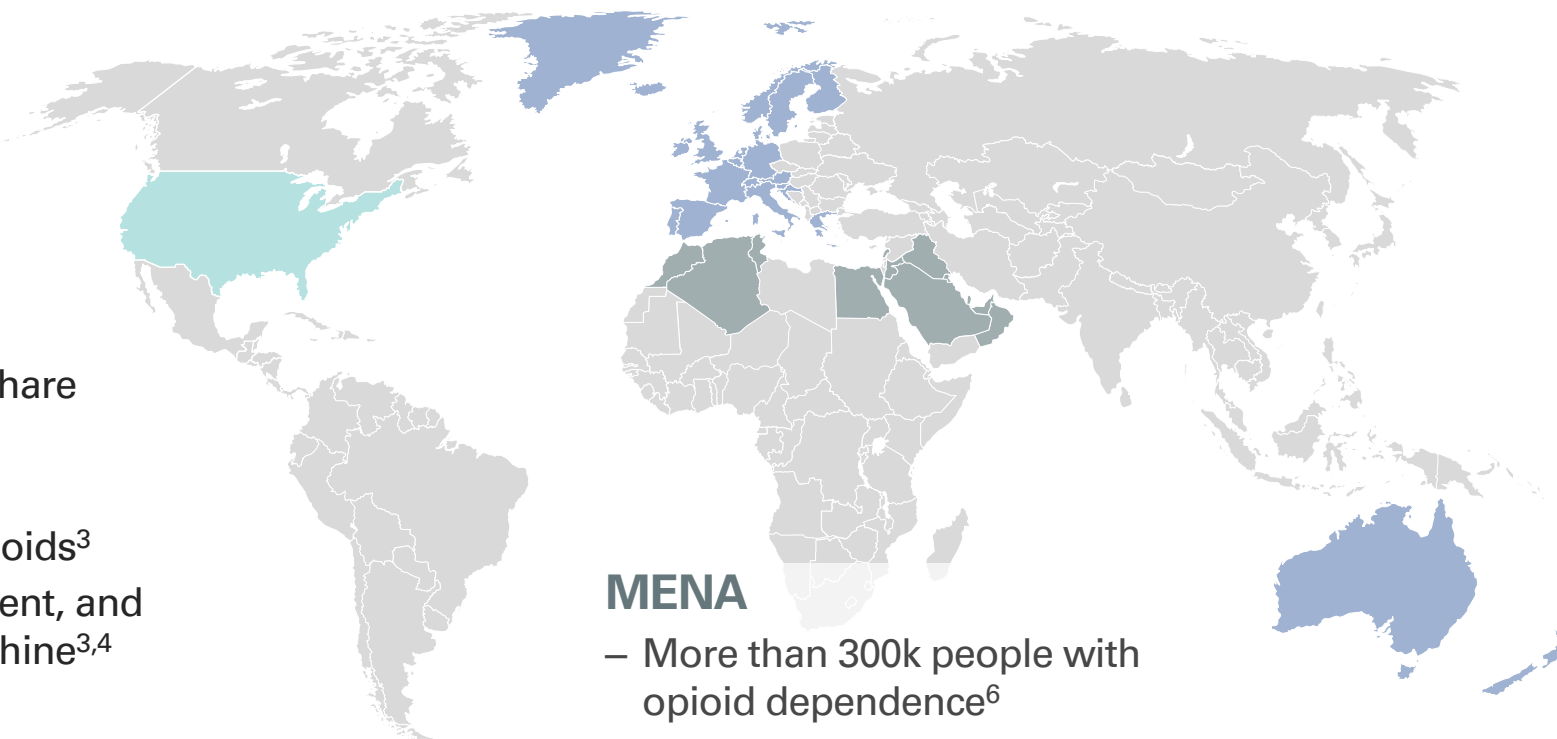 hare
oids³
ent, and
hine³,⁴
MENA
– More than 300k people with
opioid dependence⁶